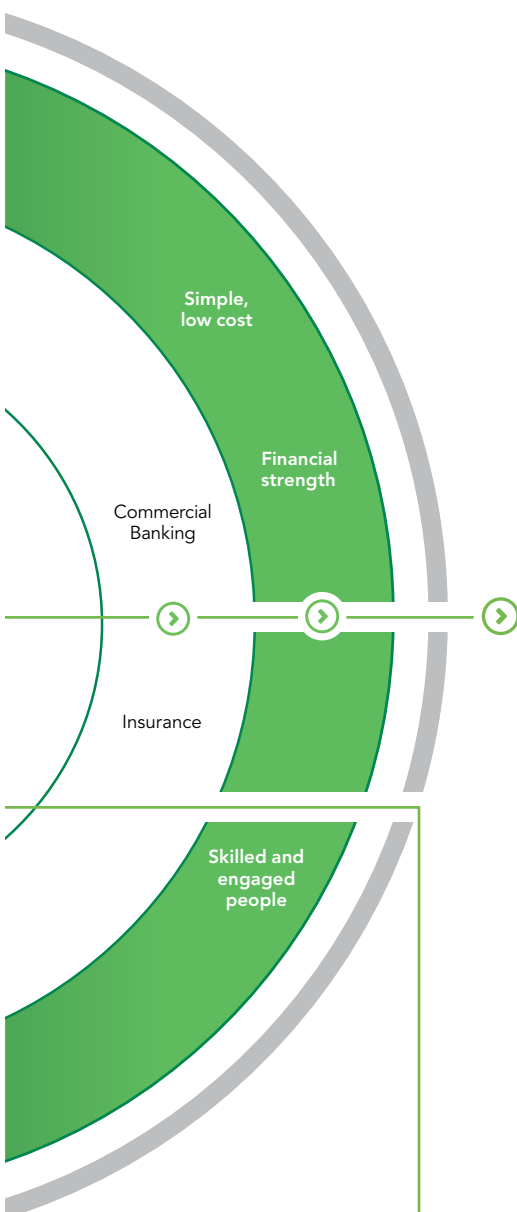 Simple,
low cost
Financial
strength
Commercial
Banking
Insurance
Skilled and
engaged
people